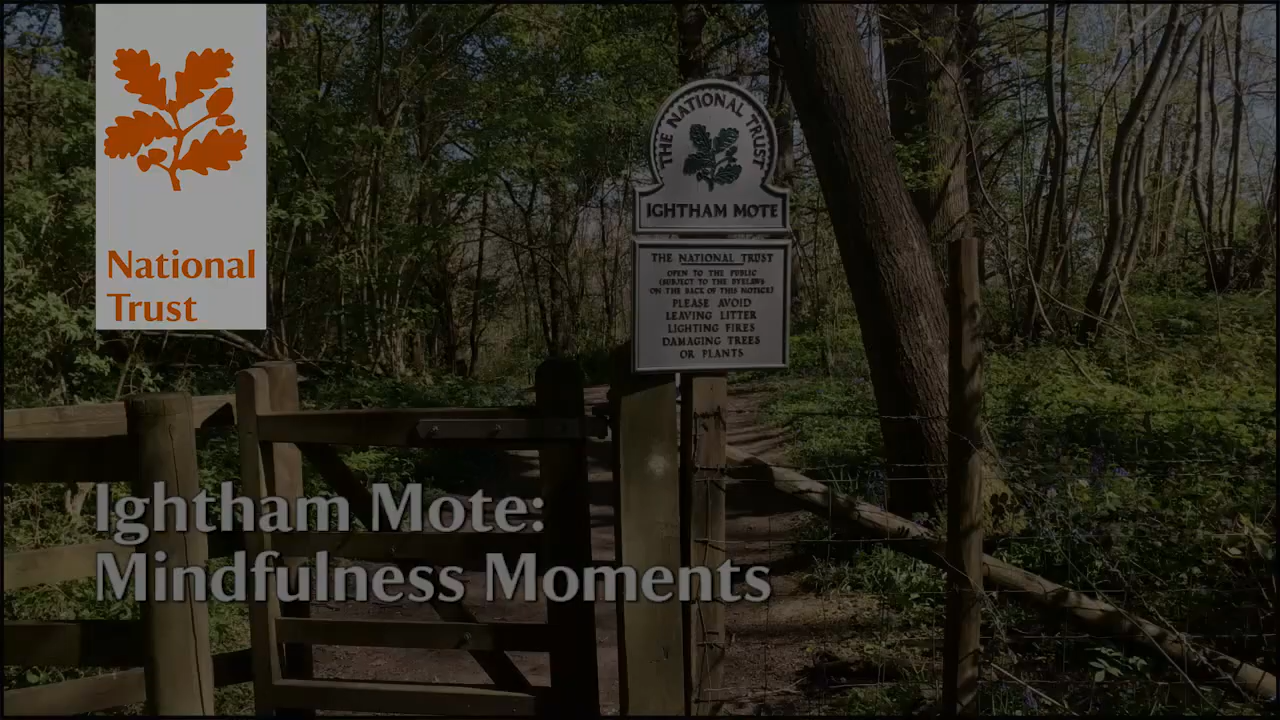 National
Trust
THE NATIONAL TRUST
IGHTHAM MOTE
THE NATIONAL TRUST
OPEN TO THE PUBLIC
(SUBJECT TO THE BYELAWS
ON THE BACK OF THIS NOTICE)
PLEASE AVOID
LEAVING LITTER
LIGHTING FIRES
DAMAGING TREES
OR PLANTS
Ightham Mote:
Mindfulness Moments